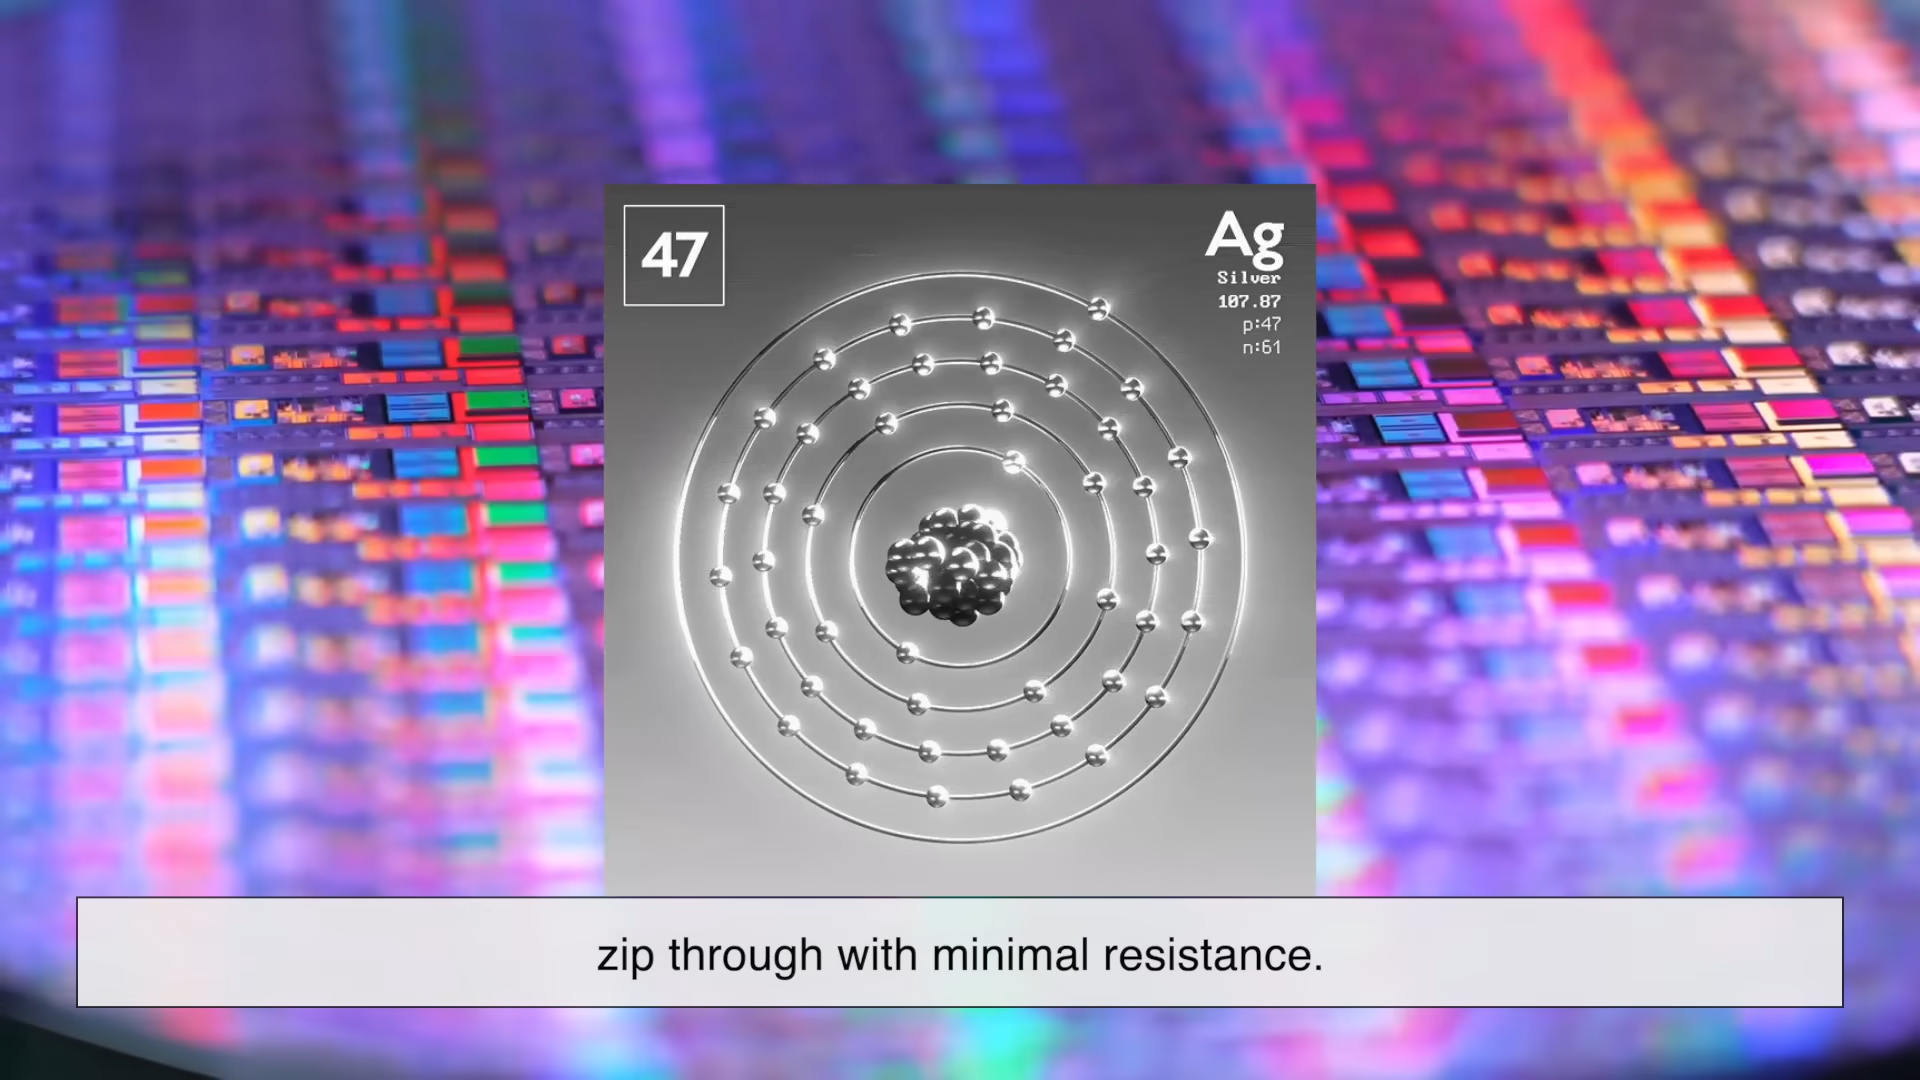 47
Ag
Silver
107.87
p:47
n:61
zip through with minimal resistance.